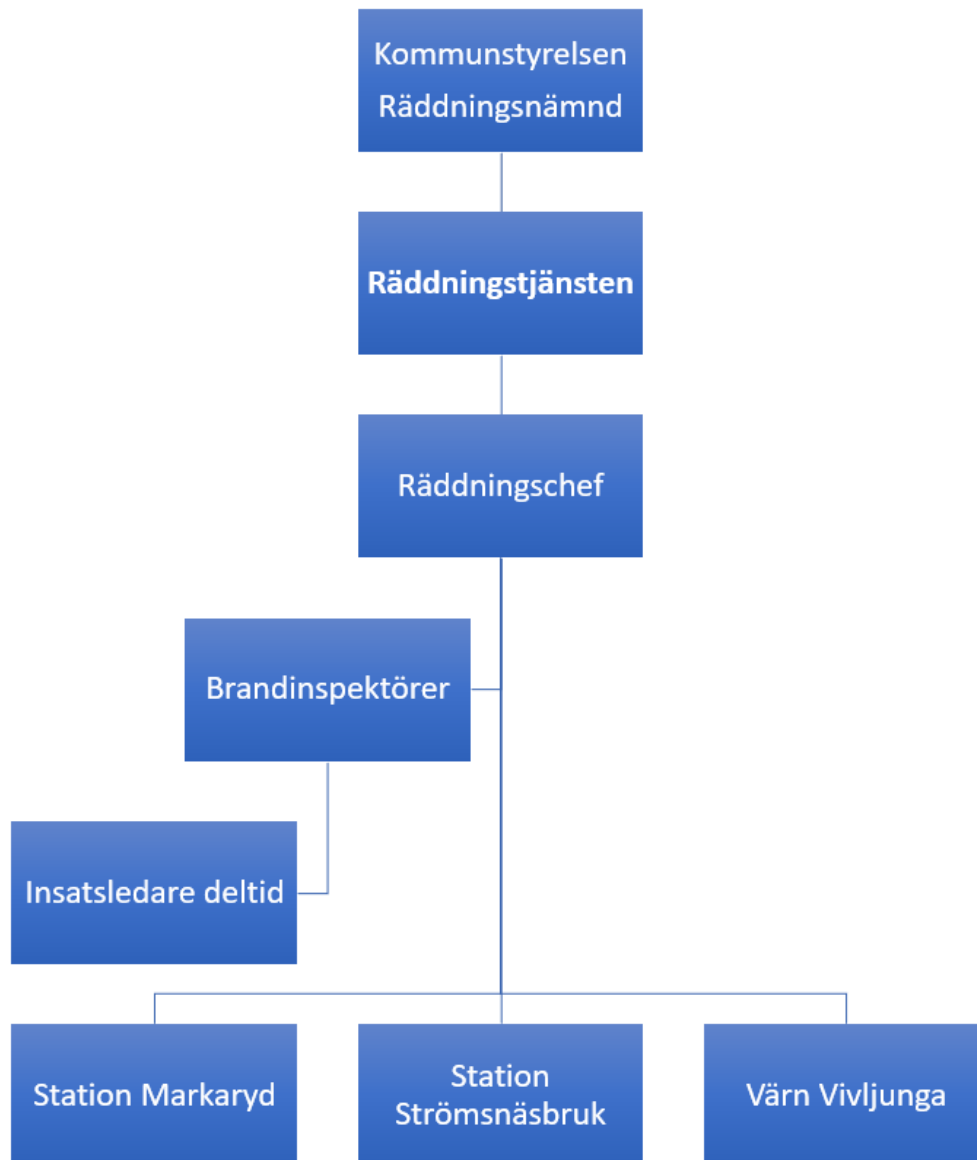 Kommunstyrelsen
Räddningsnämnd
Räddningstjänsten
Räddningschef
Brandinspektörer
Insatsledare deltid
Station Markaryd
Station
Strömsnäsbruk
Värn Vivljunga